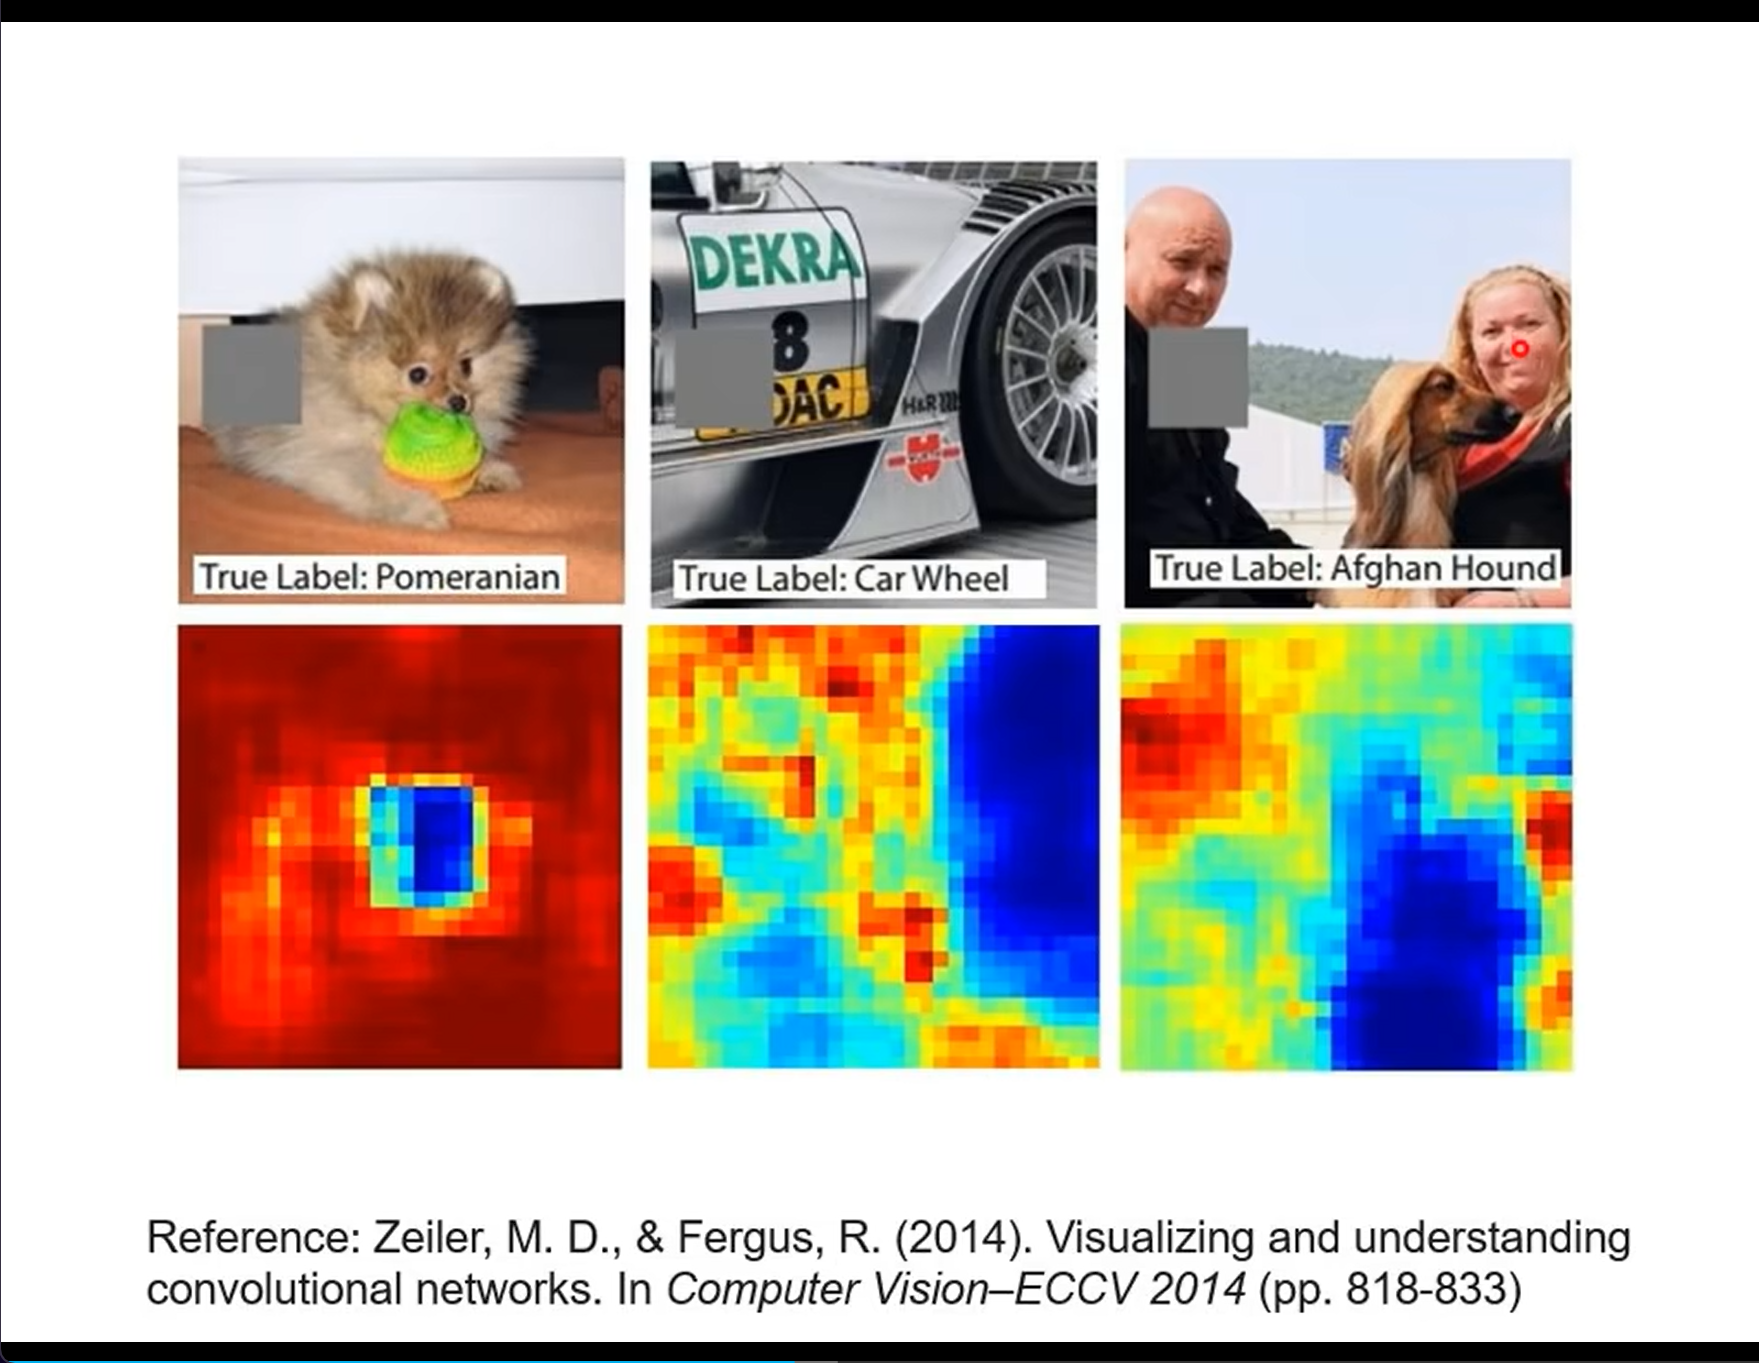 DEKRA
8
DAC
H&R
WÜRTH
True Label: Pomeranian
True Label: Car Wheel
True Label: Afghan Hound
Reference: Zeiler, M. D., & Fergus, R. (2014). Visualizing and understanding
convolutional networks. In Computer Vision–ECCV 2014 (pp. 818-833)